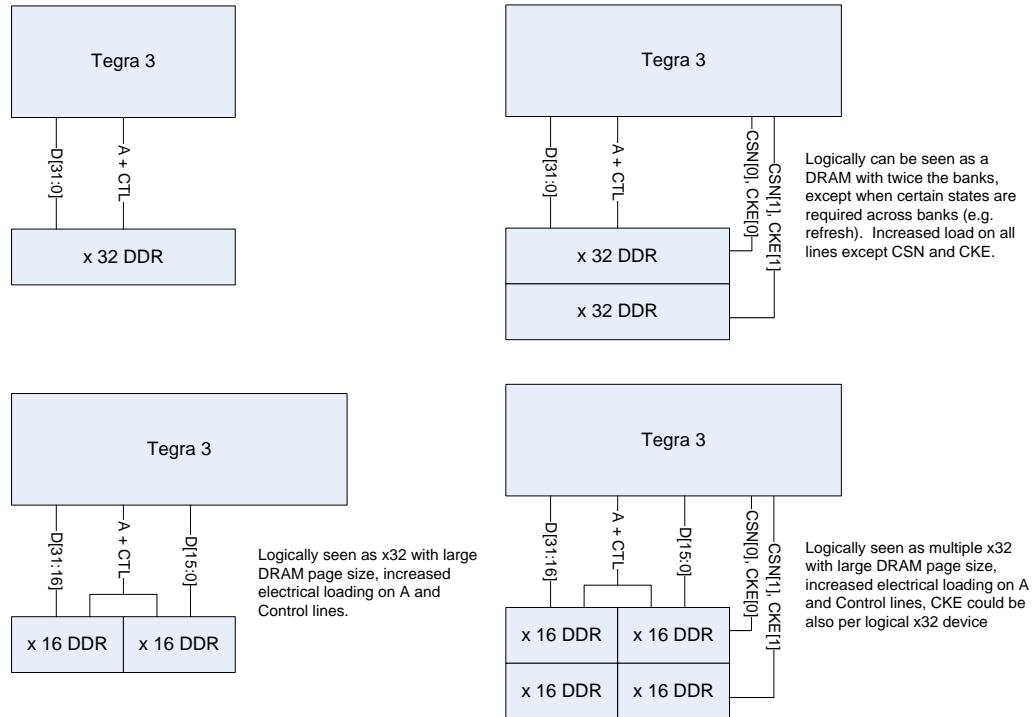 Tegra 3
D[31:0]
A + CTL
x 32 DDR
Tegra 3
D[31:0]
A + CTL
CSN[0], CKE[0]
CSN[1], CKE[1]
x 32 DDR
x 32 DDR
Logically can be seen as a
DRAM with twice the banks,
except when certain states are
required across banks (e.g.
refresh). Increased load on all
lines except CSN and CKE.
Tegra 3
D[31:16]
A + CTL
D[15:0]
x 16 DDR
x 16 DDR
Logically seen as x32 with large
DRAM page size, increased
electrical loading on A and
Control lines.
Tegra 3
D[31:16]
A + CTL
D[15:0]
CSN[0], CKE[0]
CSN[1], CKE[1]
x 16 DDR
x 16 DDR
x 16 DDR
x 16 DDR
Logically seen as multiple x32
with large DRAM page size,
increased electrical loading on A
and Control lines, CKE could be
also per logical x32 device